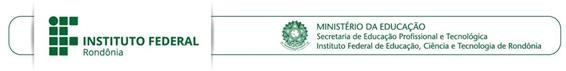 INSTITUTO FEDERAL
Rondônia
MINISTÉRIO DA EDUCAÇÃO
Secretaria de Educação Profissional e Tecnológica
Instituto Federal de Educação, Ciência e Tecnologia de Rondônia